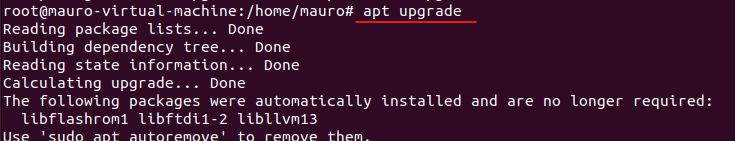 root@mauro-virtual-machine:/home/mauro# apt upgrade
Reading package lists... Done
Building dependency tree... Done
Reading state information... Done
Calculating upgrade... Done
The following packages were automatically installed and are no longer required:
  libflashrom1 libftdi1-2 libllvm13
Use 'sudo apt autoremove' to remove them.